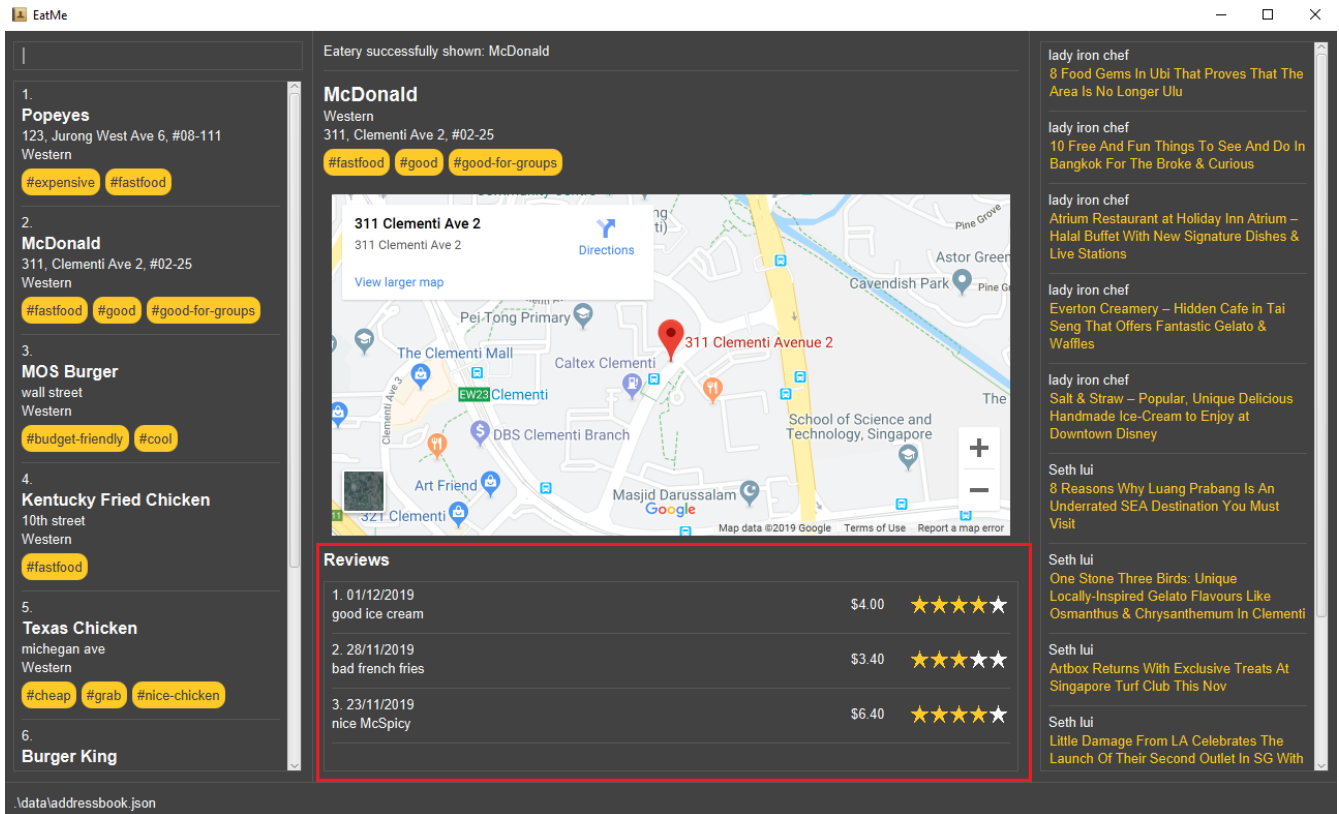 EatMe
1.
Popeyes
123, Jurong West Ave 6, #08-111
Western
#expensive #fastfood
2.
McDonald
311, Clementi Ave 2, #02-25
Western
#fastfood #good #good-for-groups
3.
MOS Burger
wall street
Western
#budget-friendly #cool
4.
Kentucky Fried Chicken
10th street
Western
#fastfood
5.
Texas Chicken
michegan ave
Western
#cheap #grab #nice-chicken
6.
Burger King
Eatery successfully shown: McDonald
McDonald
Western
311, Clementi Ave 2, #02-25
#fastfood #good #good-for-groups
311 Clementi Ave 2
311 Clementi Ave 2
Directions
View larger map
Pine Grove
Astor Green
Cavendish Park
Pine G
Pei Tong Primary
311 Clementi Avenue 2
The Clementi Mall
Caltex Clementi
Clementi Ave 3
EW23 Clementi
The
School of Science and
Technology, Singapore
DBS Clementi Branch
Art Friend
Masjid Darussalam
321 Clementi
11
Google
Map data ©2019 Google Terms of Use Report a map error
Reviews
1. 01/12/2019
good ice cream
$4.00
2. 28/11/2019
bad french fries
$3.40
3. 23/11/2019
nice McSpicy
$6.40
lady iron chef
8 Food Gems In Ubi That Proves That The
Area Is No Longer Ulu
lady iron chef
10 Free And Fun Things To See And Do In
Bangkok For The Broke & Curious
lady iron chef
Atrium Restaurant at Holiday Inn Atrium –
Halal Buffet With New Signature Dishes &
Live Stations
lady iron chef
Everton Creamery – Hidden Cafe in Tai
Seng That Offers Fantastic Gelato &
Waffles
lady iron chef
Salt & Straw – Popular, Unique Delicious
Handmade Ice-Cream to Enjoy at
Downtown Disney
Seth lui
8 Reasons Why Luang Prabang Is An
Underrated SEA Destination You Must
Visit
Seth lui
One Stone Three Birds: Unique
Locally-Inspired Gelato Flavours Like
Osmanthus & Chrysanthemum In Clementi
Seth lui
Artbox Returns With Exclusive Treats At
Singapore Turf Club This Nov
Seth lui
Little Damage From LA Celebrates The
Launch Of Their Second Outlet In SG With
.\data\addressbook.json